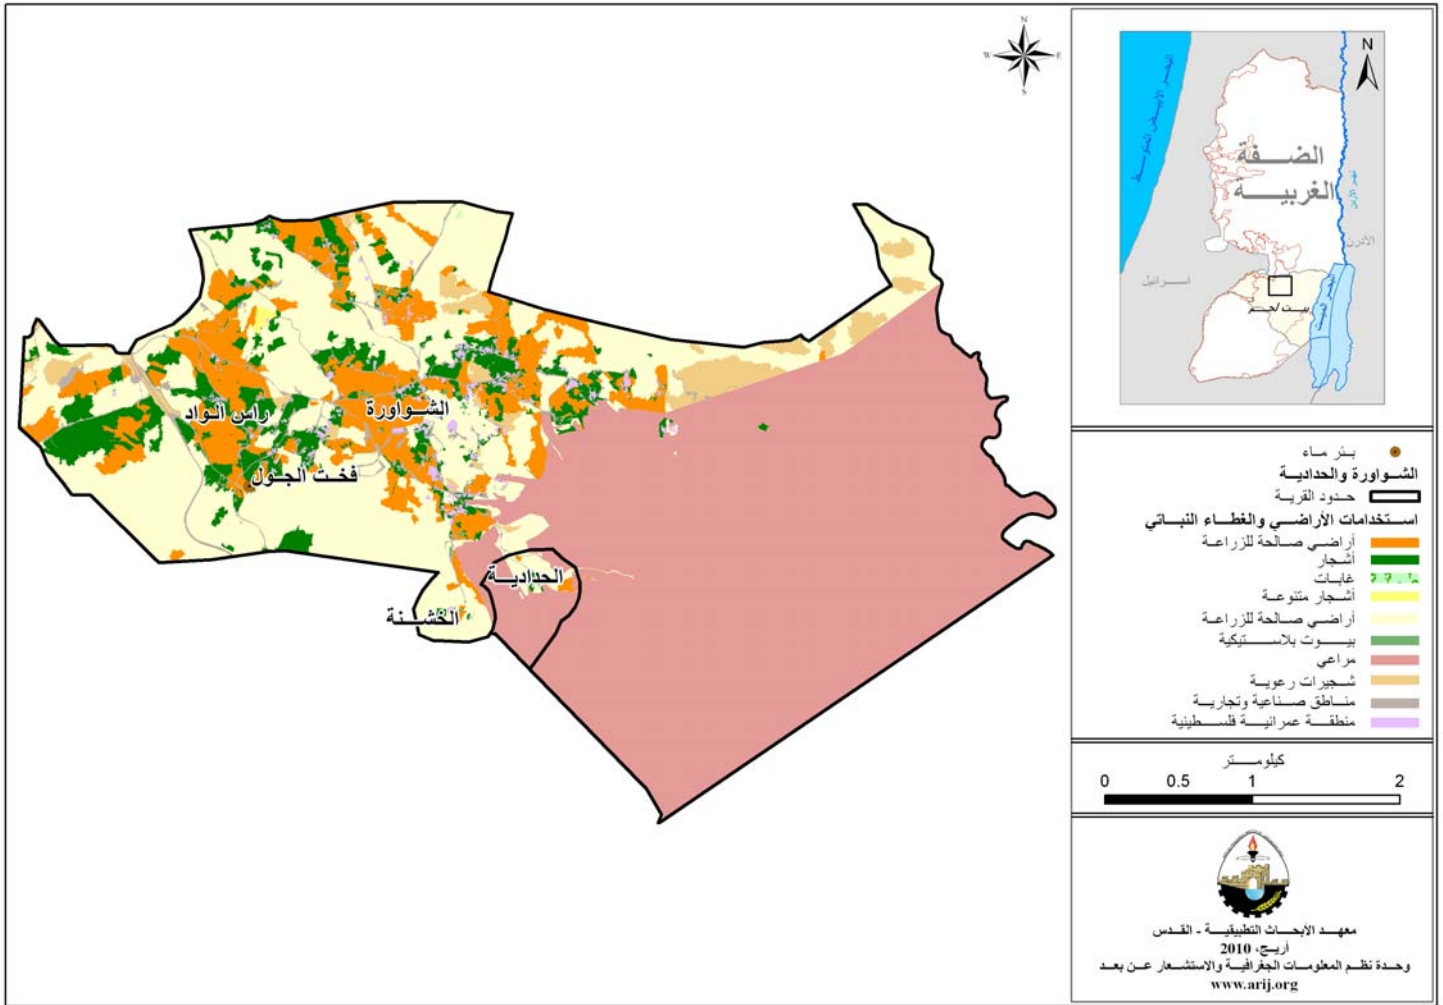 N
W E
S
راس الواد
الشواورة
فخت الجول
الحدادية
الخشنة
N
البحر الأبيض المتوسط
الضفة
الغربية
نهر الأردن
الأردن
اسرائيل
بيت لحم
البحر الميت
بئر ماء
الشواورة والحدادية
حدود القرية
استخدامات الأراضي والغطاء النباتي
أراضي صالحة للزراعة
أشجار
غابات
أشجار متنوعة
أراضي صالحة للزراعة
بيوت بلاستيكية
مراعي
شجيرات رعوية
مناطق صناعية وتجارية
منطقة عمرانية فلسطينية
كيلومتر
0 0.5 1 2
معهد الأبحاث التطبيقية - القدس
أريج، 2010
وحدة نظم المعلومات الجغرافية والاستشعار عن بعد
www.arij.org